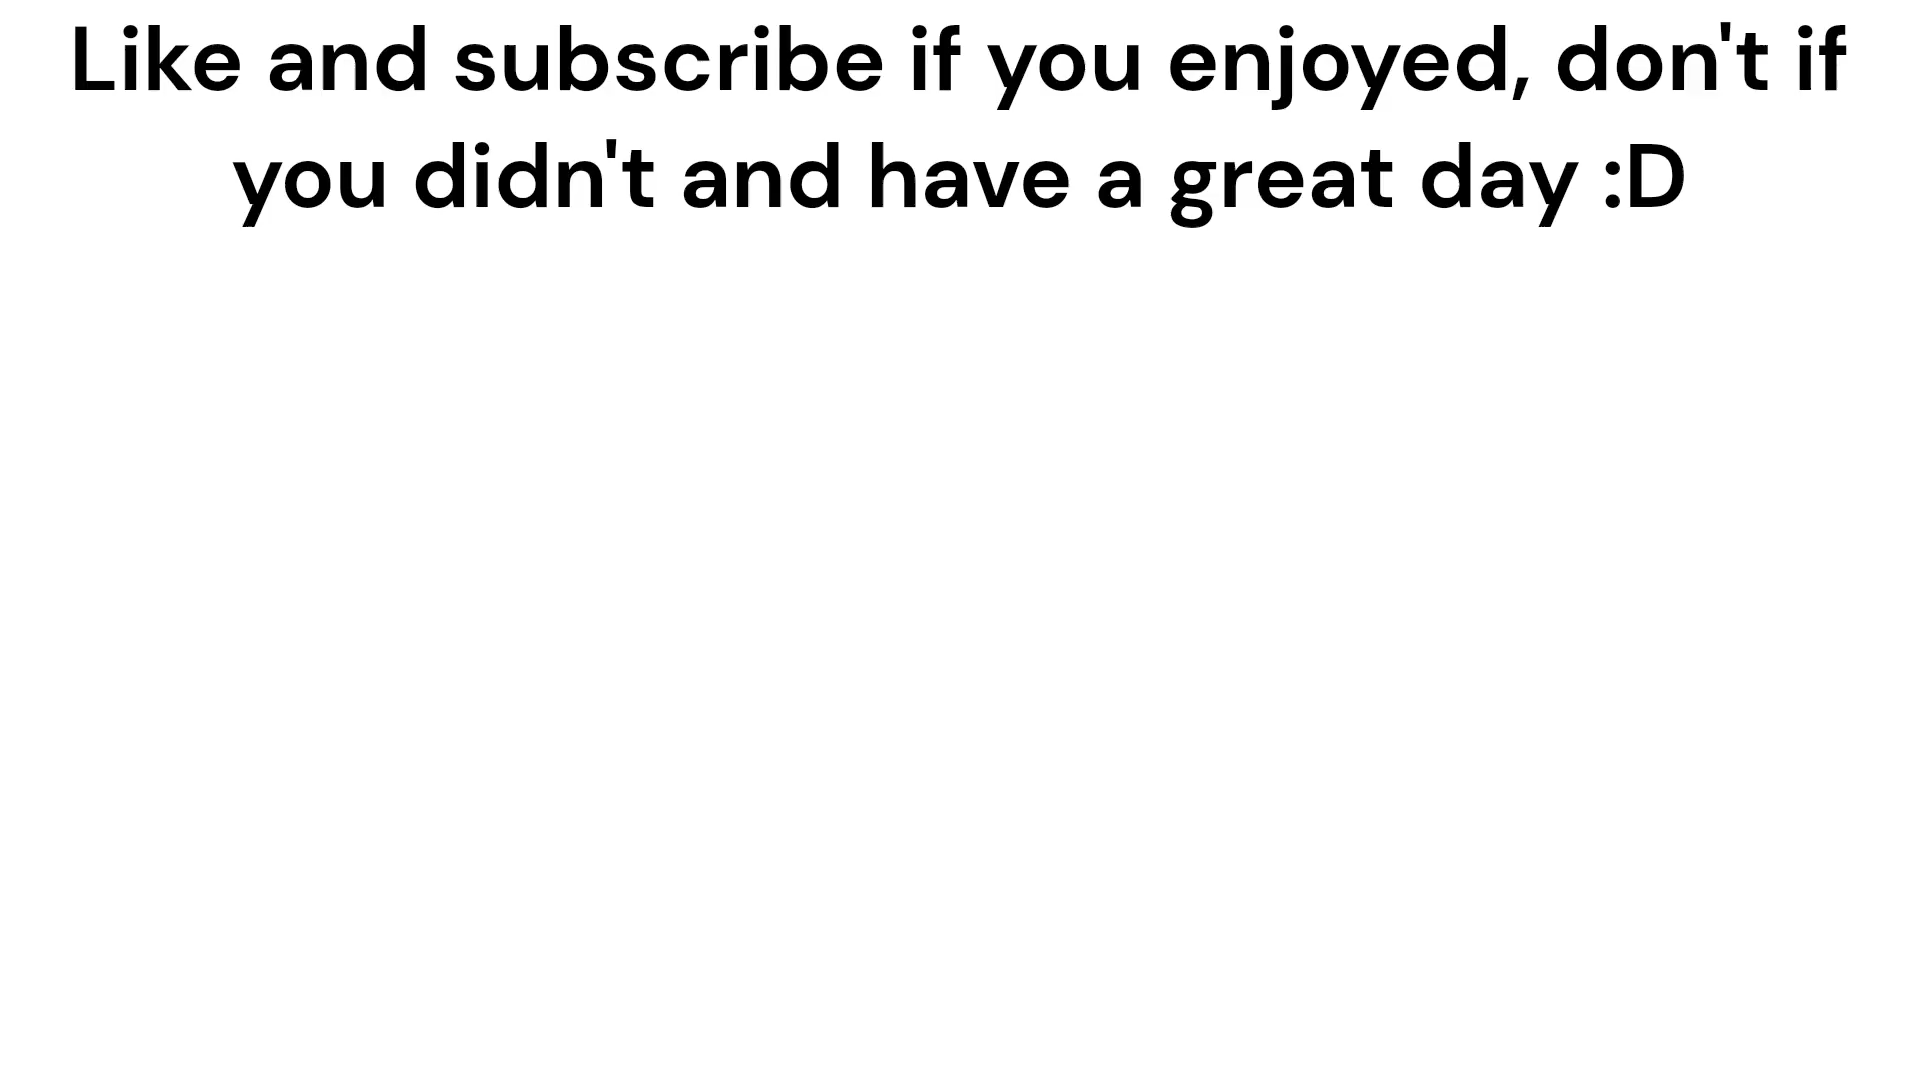 Like and subscribe if you enjoyed, don't if
you didn't and have a great day :D